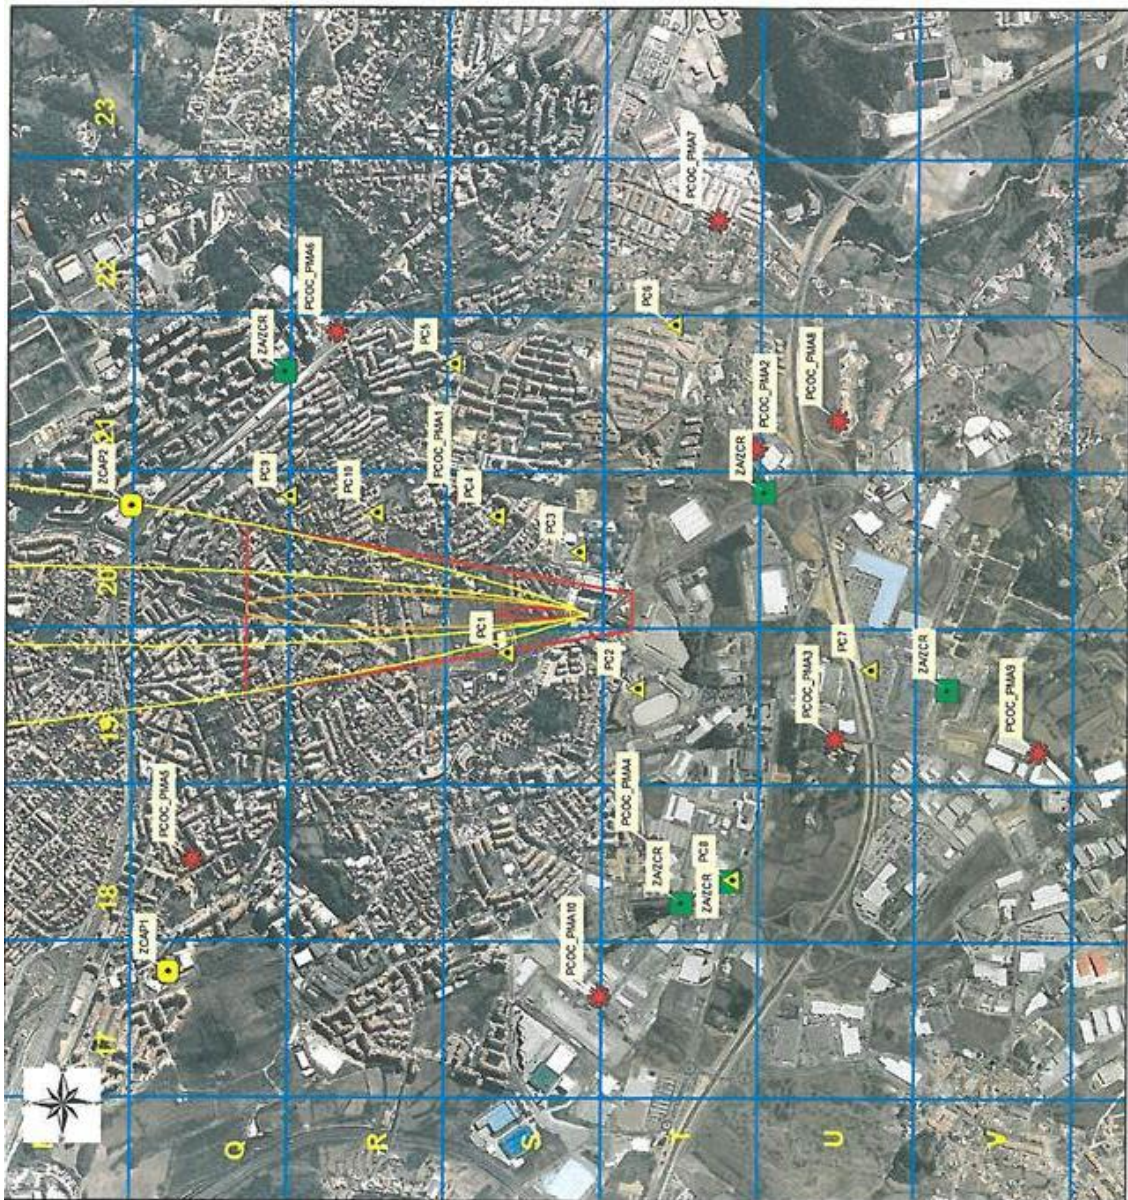 17 18 19 20 21 22 23
ZCAP2
ZCAP1
PCOC_PMA5
Q
ZA/ZCR
PC9
PCOC_PMA6
PC10
R
PC5
PCOC_PMA1
PC4
PC1
S
PC3
PCOC_PMA10
PC2
PCOC_PMA4
PC6
ZA/ZCR
T
PCOC_PMA7
ZA/ZCR PC8
ZA/ZCR
PCOC_PMA2
PCOC_PMA3
PCOC_PMA8
U
PC7
ZA/ZCR
V
PCOC_PMA9